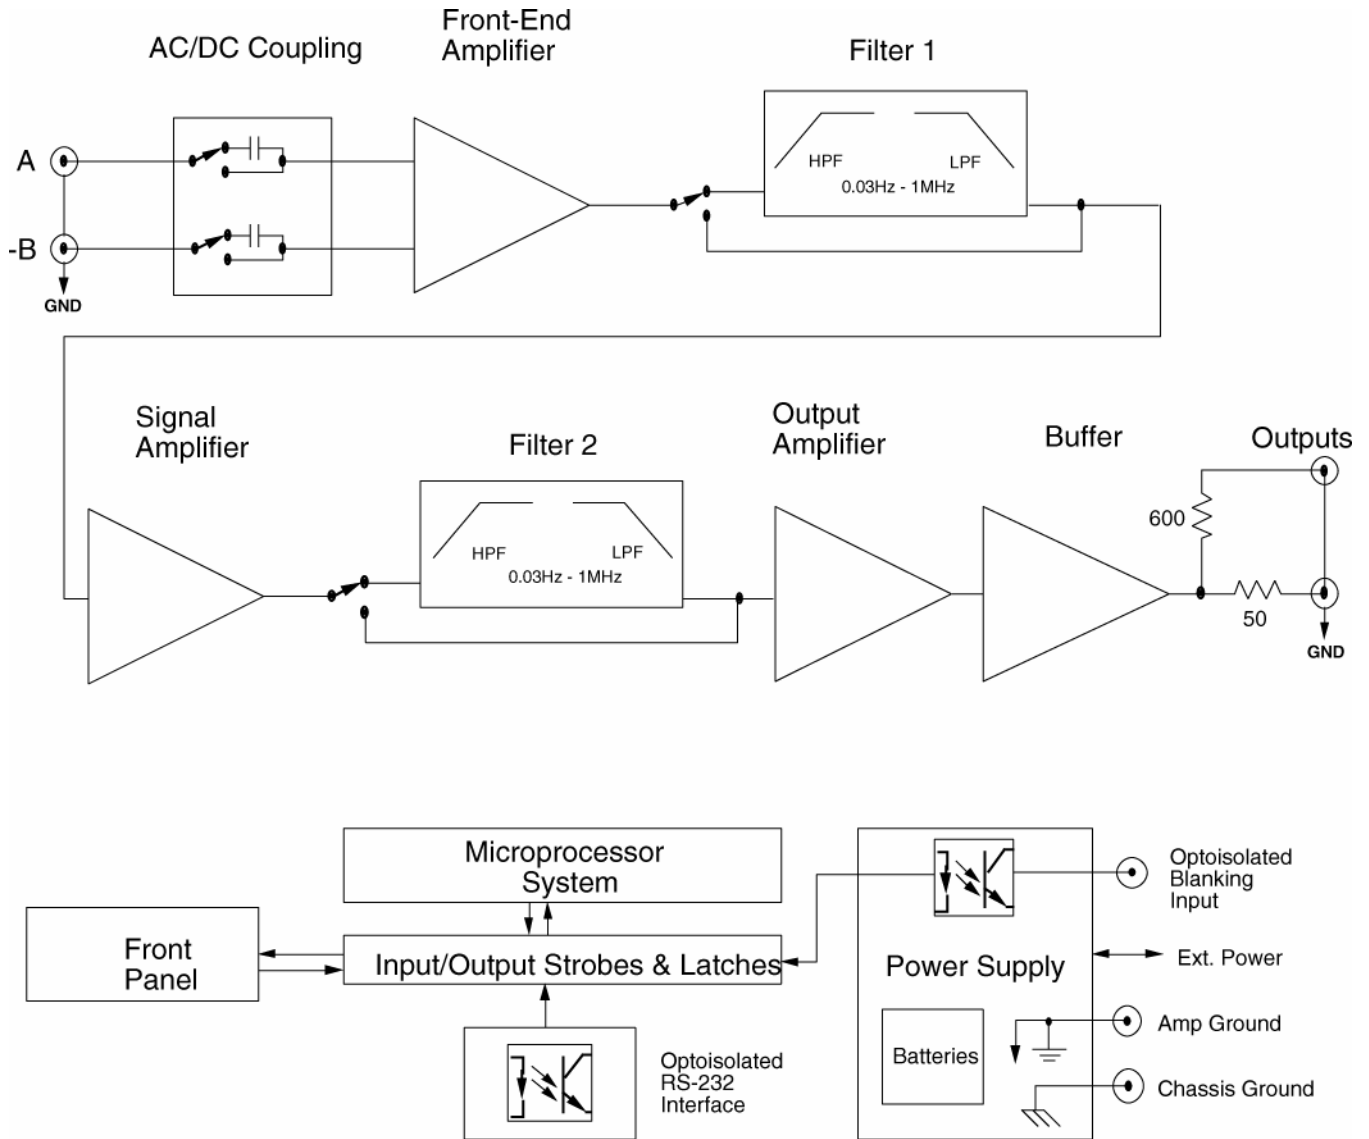 AC/DC Coupling
Front-End
Amplifier
Filter 1
A
-B
GND
HPF
LPF
0.03Hz - 1MHz
Signal
Amplifier
Filter 2
HPF
LPF
0.03Hz - 1MHz
Output
Amplifier
Buffer
Outputs
600
50
GND
Microprocessor
System
Front
Panel
Input/Output Strobes & Latches
Optoisolated
RS-232
Interface
Power Supply
Batteries
Optoisolated
Blanking
Input
Ext. Power
Amp Ground
Chassis Ground